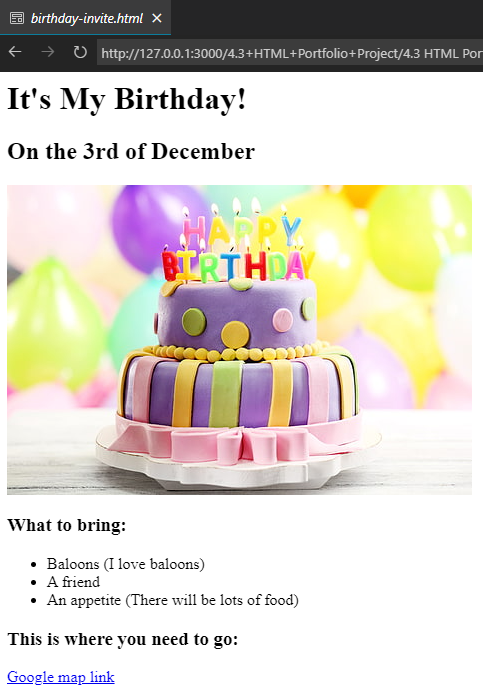 birthday-invite.html
http://127.0.0.1:3000/4.3+HTML+Portfolio+Project/4.3 HTML Por
It's My Birthday!
On the 3rd of December
HAPPY
BIRTHDAY
What to bring:
Baloons (I love baloons)
A friend
An appetite (There will be lots of food)
This is where you need to go:
Google map link